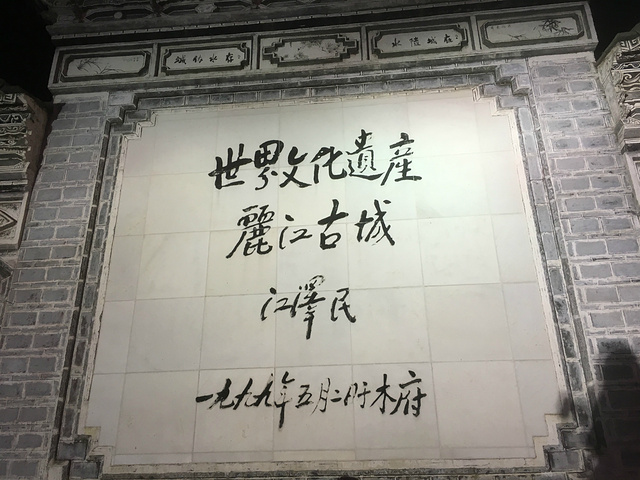 世界文化遺産
麗江古城
江澤民
一九九九年五月二日于木府